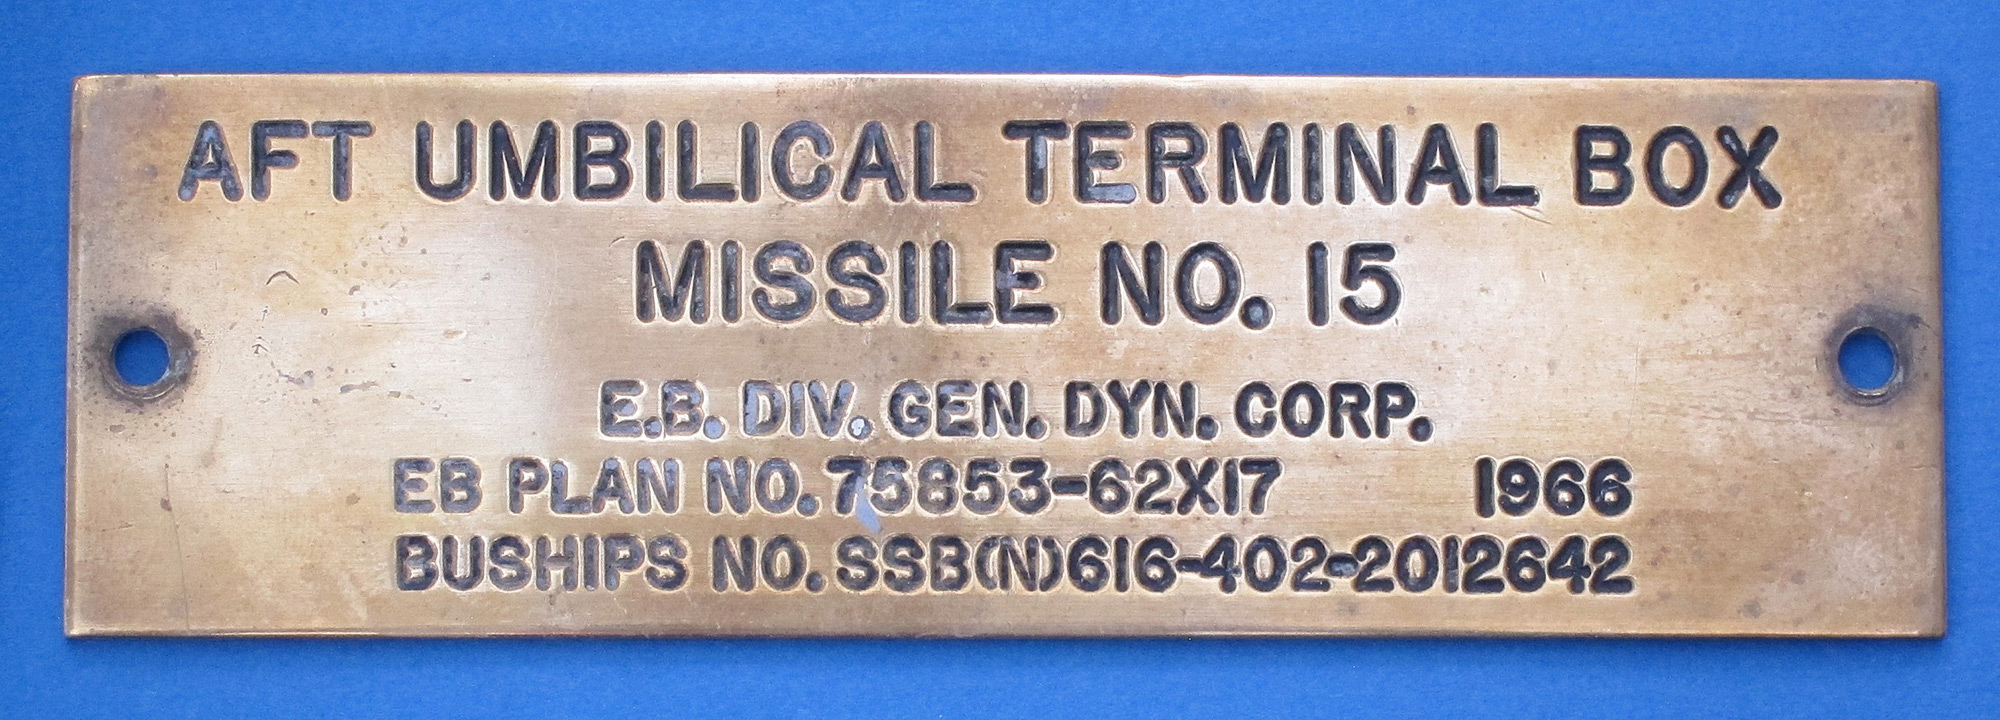 AFT UMBILICAL TERMINAL BOX
MISSILE NO. 15
E.B. DIV. GEN. DYN. CORP.
EB PLAN NO. 75853-62X17 1966
BUSHIPS NO. SSB(N)616-402-2012642